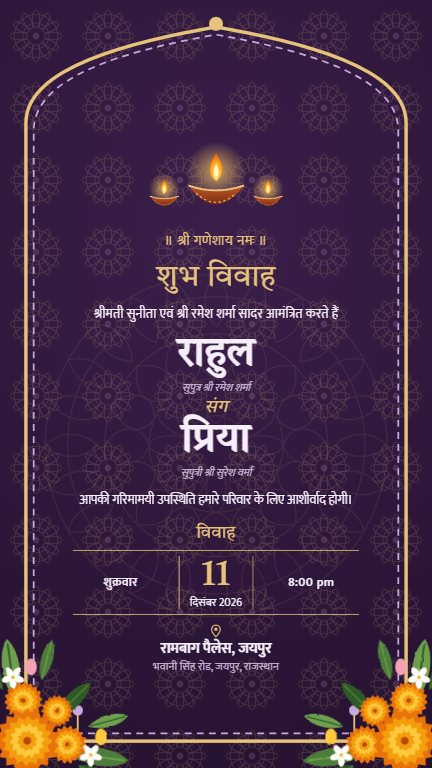 ॥ श्री गणेशाय नमः ॥
शुभ विवाह
श्रीमती सुनीता एवं श्री रमेश शर्मा सादर आमंत्रित करते हैं
राहुल
सुपुत्र श्री रमेश शर्मा
संग
प्रिया
सुपुत्री श्री सुरेश वर्मा
आपकी गरिमामयी उपस्थिति हमारे परिवार के लिए आशीर्वाद होगी।
विवाह
शुक्रवार
11
दिसंबर 2026
8:00 pm
रामबाग पैलेस, जयपुर
भवानी सिंह रोड, जयपुर, राजस्थान